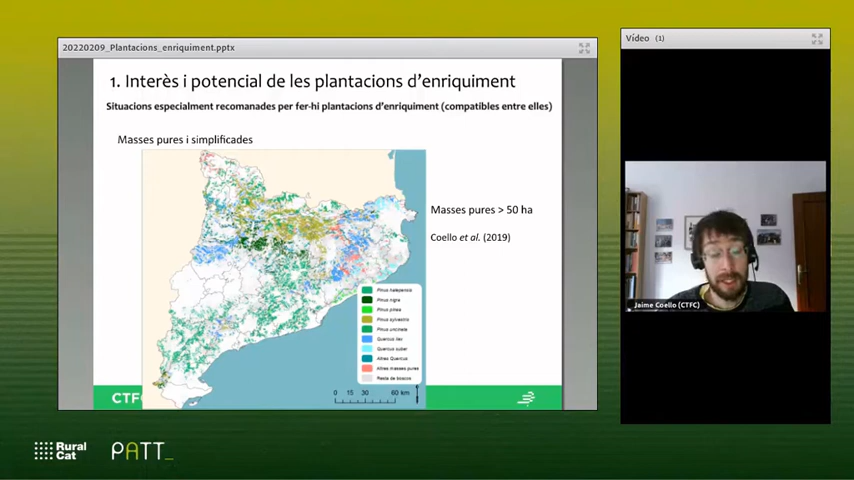 20220209_Plantacions_enriquiment.pptx
1. Interès i potencial de les plantacions d'enriquiment
Situacions especialment recomanades per fer-hi plantacions d'enriquiment (compatibles entre elles)
Masses pures i simplificades
Masses pures > 50 ha
Coello et al. (2019)
Pinus halepensis
Pinus nigra
Pinus pinea
Pinus sylvestris
Pinus uncinata
Quercus ilex
Quercus suber
Altres Quercus
Altres masses pures
Resta de boscos
0 15 30 60 km
CTFC
Vídeo (1)
Jaime Coello (CTFC)
Rural
Cat
PATT_